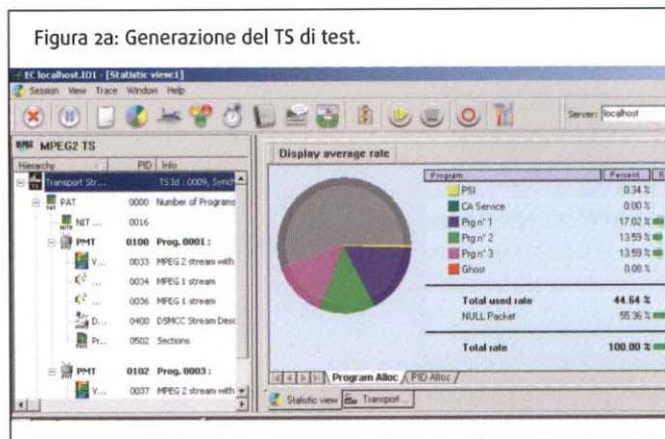 Figura 2a: Generazione del TS di test.
EC localhost.IO1 - [Statistic view:1]
Session View Trace Window Help
Server: localhost
MPEG2 TS
Hierarchy PID Info
Transport Str... TS Id : 0009, Synch
PAT 0000 Number of Programs
NIT ... 0016
PMT 0100 Prog. 0001 :
V... 0033 MPEG 2 stream with
... 0034 MPEG 1 stream
... 0036 MPEG 1 stream
D... 0400 DSMCC Stream Desc
Pr... 0502 Sections
PMT 0102 Prog. 0003 :
V... 0037 MPEG 2 stream with
Display average rate
Program Percent R
PSI 0.34 %
CA Service 0.00 %
Prg n° 1 17.02 %
Prg n° 2 13.59 %
Prg n° 3 13.59 %
Ghost 0.08 %
Total used rate 44.64 %
NULL Packet 55.36 %
Total rate 100.00 %
Program Alloc PID Alloc
Statistic view Transport ...